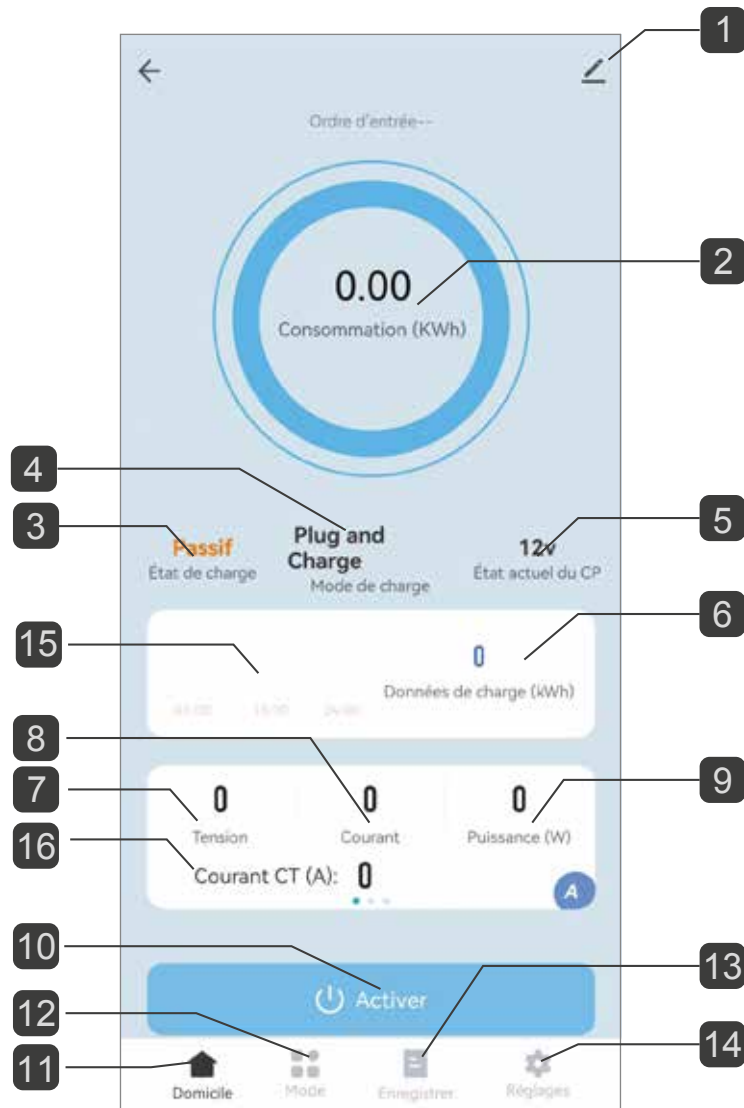 1
Ordre d'entrée--
0.00
2
Consommation (KWh)
4
3
Passif
État de charge
Plug and
Charge
Mode de charge
5
12v
État actuel du CP
6
15
0
Données de charge (kWh)
24:00
8
7
9
16
0
0
0
Tension
Courant
Puissance (W)
Courant CT (A): 0
A
10
Activer
13
12
11
14
Domicile
Mode
Enregistrer
Réglages